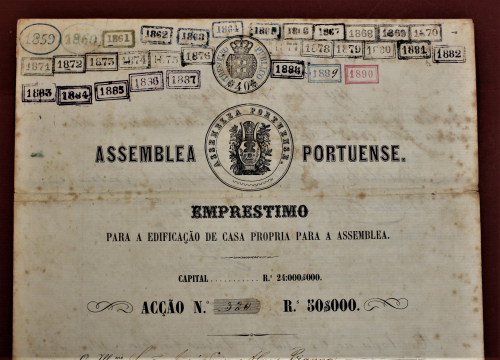 1859 1860 1861 1862 1863 1864 1865 1866 1867 1868 1869 1870
1871 1872 1873 1874 1875 1876 1878 1879 1880 1881 1882
1883 1884 1885 1886 1887 1888 1889 1890
ASSEMBLEA PORTUENSE
ASSEMBLEA PORTUENSE.
EMPRESTIMO
PARA A EDIFICAÇÃO DE CASA PROPRIA PARA A ASSEMBLEA.
CAPITAL ........... R.s 24:000$000.
ACÇÃO N.º 324 R.s 50$000.